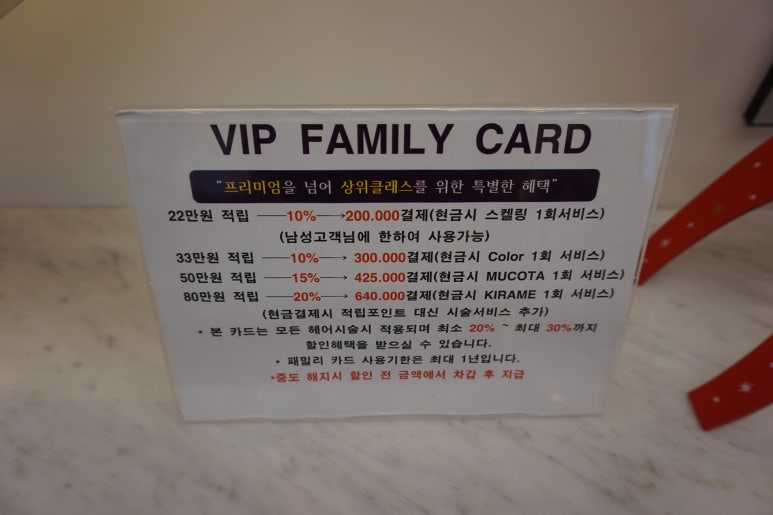 VIP FAMILY CARD
"프리미엄을 넘어 상위클래스를 위한 특별한 혜택"
22만원 적립 ──10%─→200.000결제(현금시 스켈링 1회서비스)
(남성고객님에 한하여 사용가능)
33만원 적립 ──10%─→ 300.000결제(현금시 Color 1회 서비스)
50만원 적립 ──15%─→ 425.000결제(현금시 MUCOTA 1회 서비스)
80만원 적립 ──20%─→ 640.000결제(현금시 KIRAME 1회 서비스)
(현금결제시 적립포인트 대신 시술서비스 추가)
* 본 카드는 모든 헤어시술시 적용되며 최소 20% ~ 최대 30%까지
할인혜택을 받으실 수 있습니다.
* 패밀리 카드 사용기한은 최대 1년입니다.
*중도 해지시 할인 전 금액에서 차감 후 지급